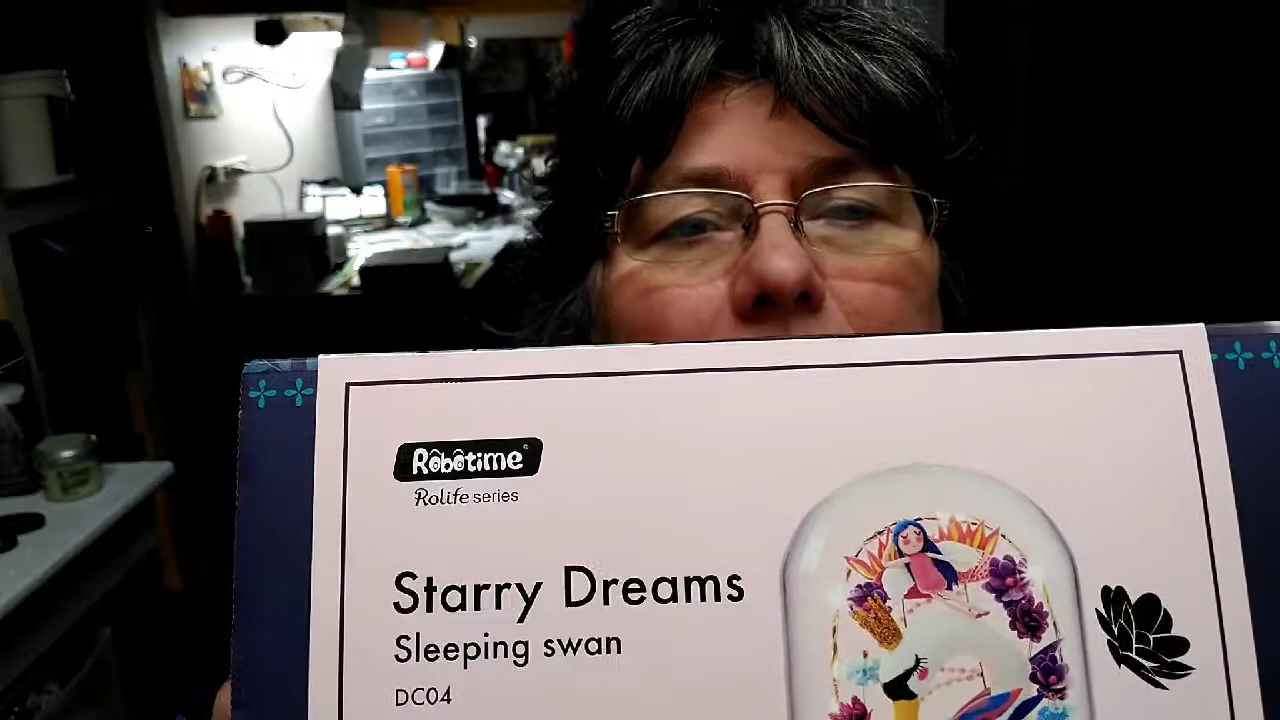 Robotime
Rolife series
Starry Dreams
Sleeping swan
DC04